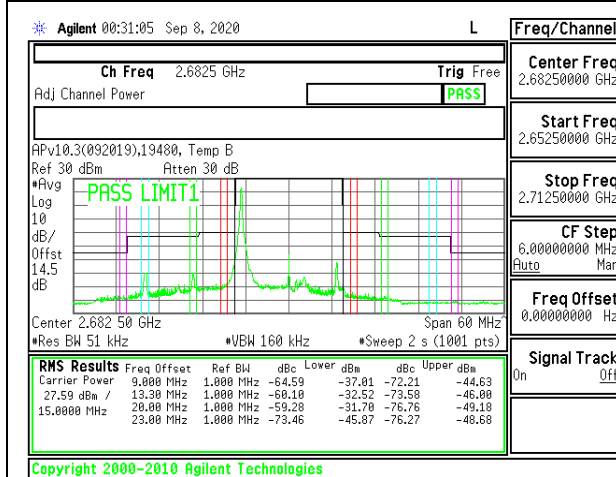 Agilent 00:31:05 Sep 8, 2020 L
Freq/Channel
Ch Freq 2.6825 GHz Trig Free
Adj Channel Power PASS
Center Freq
2.68250000 GHz
Start Freq
2.65250000 GHz
Stop Freq
2.71250000 GHz
CF Step
6.00000000 MHz
Auto Man
Freq Offset
0.00000000 Hz
Signal Track
On Off
APv10.3(092019),19480, Temp B
Ref 30 dBm Atten 30 dB
#Avg
Log
10
dB/
Offst
14.5
dB
PASS LIMIT1
Center 2.682 50 GHz Span 60 MHz
#Res BW 51 kHz #VBW 160 kHz #Sweep 2 s (1001 pts)
RMS Results Freq Offset Ref BW dBc Lower dBm dBc Upper dBm
Carrier Power 9.000 MHz 1.000 MHz -64.59 -37.01 -72.21 -44.63
27.59 dBm / 13.30 MHz 1.000 MHz -60.10 -32.52 -73.58 -46.00
15.0000 MHz 20.00 MHz 1.000 MHz -59.28 -31.70 -76.76 -49.18
23.00 MHz 1.000 MHz -73.46 -45.87 -76.27 -48.68
Copyright 2000-2010 Agilent Technologies